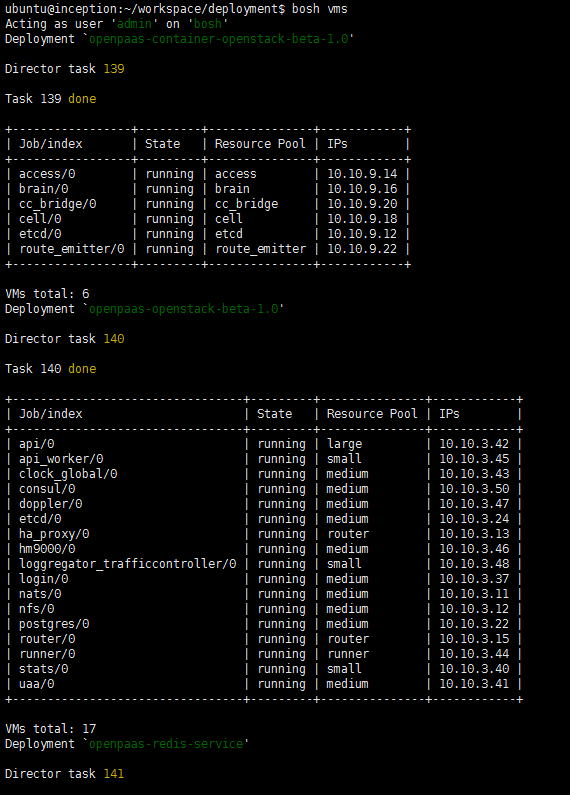 ubuntu@inception:~/workspace/deployment$ bosh vms
Acting as user 'admin' on 'bosh'
Deployment `openpaas-container-openstack-beta-1.0'
Director task 139
Task 139 done
+-----------------+---------+---------------+------------+
| Job/index       | State   | Resource Pool | IPs        |
+-----------------+---------+---------------+------------+
| access/0        | running | access        | 10.10.9.14 |
| brain/0         | running | brain         | 10.10.9.16 |
| cc_bridge/0     | running | cc_bridge     | 10.10.9.20 |
| cell/0          | running | cell          | 10.10.9.18 |
| etcd/0          | running | etcd          | 10.10.9.12 |
| route_emitter/0 | running | route_emitter | 10.10.9.22 |
+-----------------+---------+---------------+------------+
VMs total: 6
Deployment `openpaas-openstack-beta-1.0'
Director task 140
Task 140 done
+--------------------------------+---------+---------------+------------+
| Job/index                      | State   | Resource Pool | IPs        |
+--------------------------------+---------+---------------+------------+
| api/0                          | running | large         | 10.10.3.42 |
| api_worker/0                   | running | small         | 10.10.3.45 |
| clock_global/0                 | running | medium        | 10.10.3.43 |
| consul/0                       | running | medium        | 10.10.3.50 |
| doppler/0                      | running | medium        | 10.10.3.47 |
| etcd/0                         | running | medium        | 10.10.3.24 |
| ha_proxy/0                     | running | router        | 10.10.3.13 |
| hm9000/0                       | running | medium        | 10.10.3.46 |
| loggregator_trafficcontroller/0 | running | small         | 10.10.3.48 |
| login/0                        | running | medium        | 10.10.3.37 |
| nats/0                         | running | medium        | 10.10.3.11 |
| nfs/0                          | running | medium        | 10.10.3.12 |
| postgres/0                     | running | medium        | 10.10.3.22 |
| router/0                       | running | router        | 10.10.3.15 |
| runner/0                       | running | runner        | 10.10.3.44 |
| stats/0                        | running | small         | 10.10.3.40 |
| uaa/0                          | running | medium        | 10.10.3.41 |
+--------------------------------+---------+---------------+------------+
VMs total: 17
Deployment `openpaas-redis-service'
Director task 141